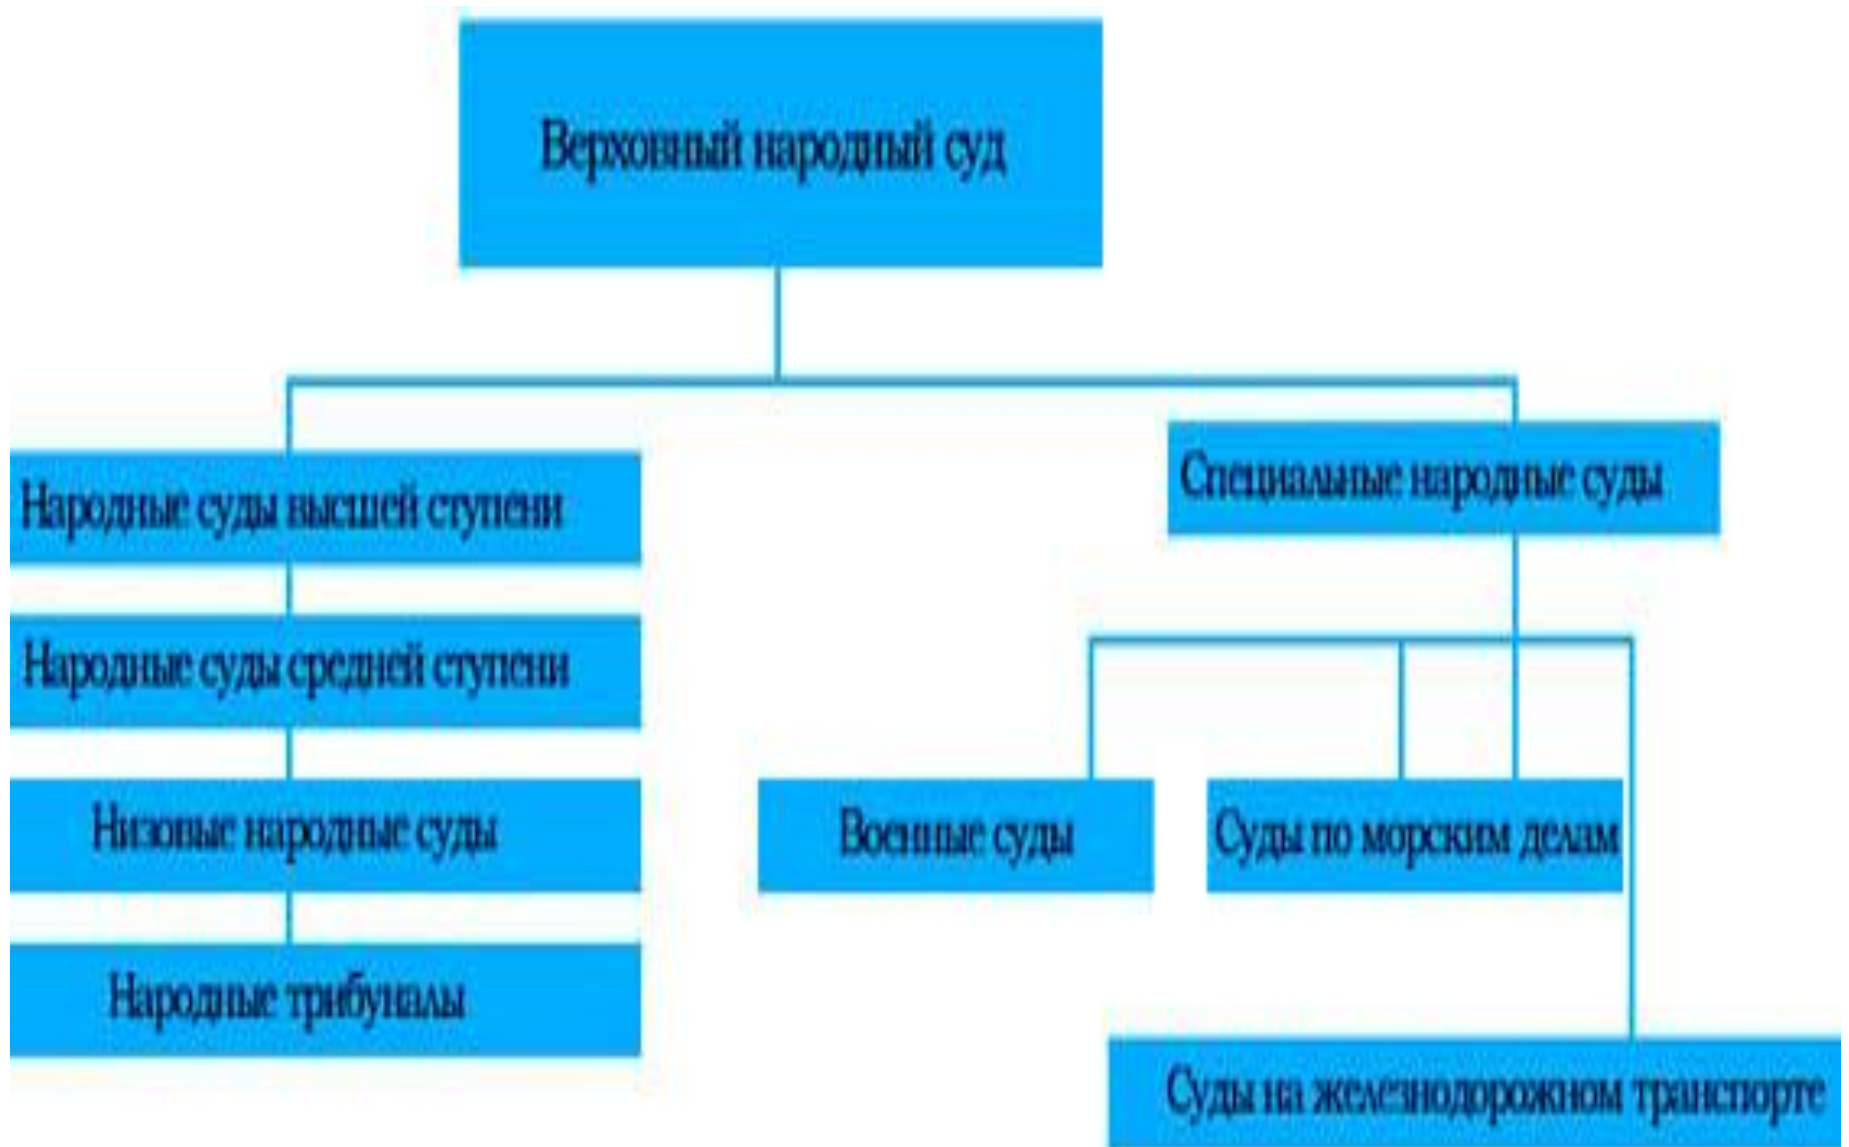 Верховный народный суд
Народные суды высшей ступени
Специальные народные суды
Народные суды средней ступени
Низовые народные суды
Военные суды
Суды по морским делам
Народные трибуналы
Суды на железнодорожном транспорте